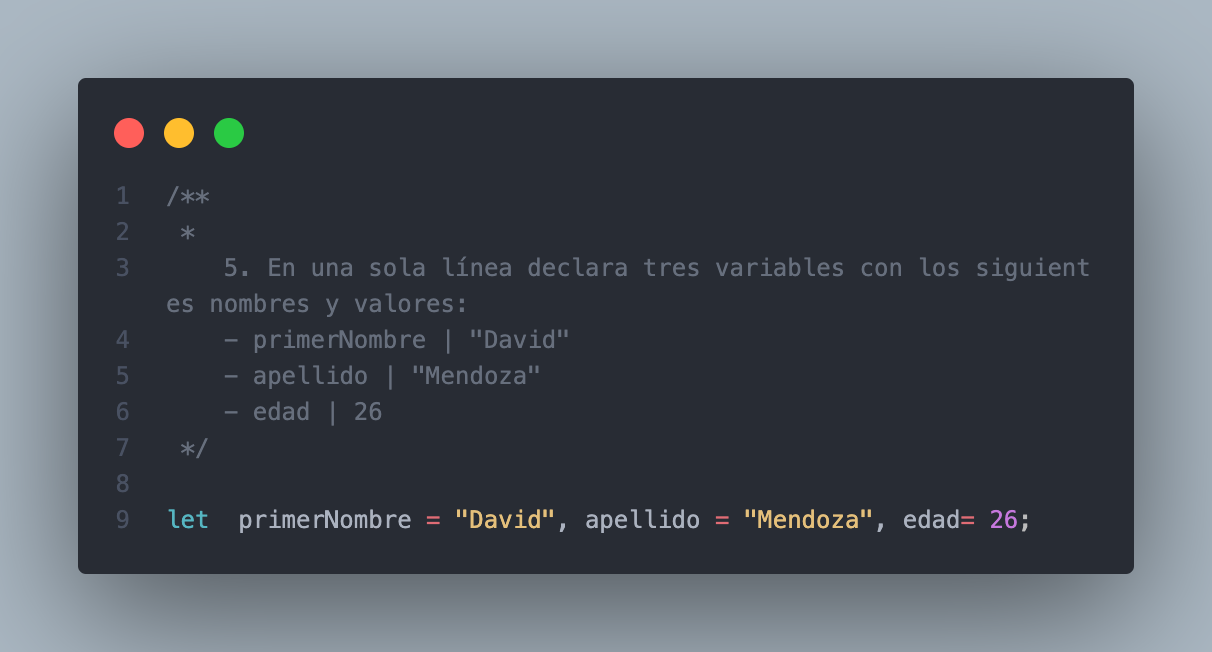 1 /**
2  *
3     5. En una sola línea declara tres variables con los siguient
es nombres y valores:
4     - primerNombre | "David"
5     - apellido | "Mendoza"
6     - edad | 26
7  */
8
9 let  primerNombre = "David", apellido = "Mendoza", edad= 26;